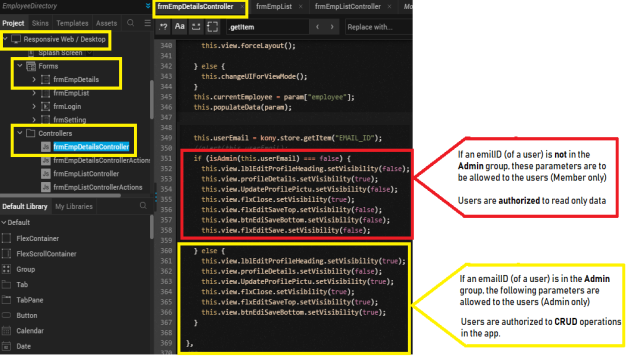 EmployeeDirectory
Project Skins Templates Assets
Responsive Web / Desktop
Splash Screen
Forms
frmEmpDetails
frmEmpList
frmLogin
frmSetting
Controllers
frmEmpDetailsController
frmEmpDetailsControllerActions
frmEmpListController
frmEmpListControllerActions
Default Library My Libraries
Default
FlexContainer
FlexScrollContainer
Group
Tab
TabPane
Button
Calendar
Date
frmEmpDetailsController frmEmpList frmEmpListController
.*? Aa .getItem Replace with...
340 this.view.forceLayout();
341
342 } else {
343 this.changeUIForViewMode();
344 }
345 this.currentEmployee = param["employee"];
346 this.populateData(param);
347
348
349 this.userEmail = kony.store.getItem("EMAIL_ID");
350
351 if (isAdmin(this.userEmail) === false) {
352 this.view.lblEditProfileHeading.setVisibility(false);
353 this.view.profileDetails.setVisibility(true);
354 this.view.UpdateProfilePictu.setVisibility(false);
355 this.view.flxClose.setVisibility(true);
356 this.view.flxEditSaveTop.setVisibility(false);
357 this.view.btnEdiSaveBottom.setVisibility(false);
358 this.view.flxEditSave.setVisibility(false);
359
360 } else {
361 this.view.lblEditProfileHeading.setVisibility(true);
362 this.view.profileDetails.setVisibility(false);
363 this.view.UpdateProfilePictu.setVisibility(true);
364 this.view.flxClose.setVisibility(true);
365 this.view.flxEditSaveTop.setVisibility(true);
366 this.view.btnEdiSaveBottom.setVisibility(true);
367 }
368
369 },
If an emilID (of a user) is not in the
Admin group, these parameters are to
be allowed to the users (Member only)
Users are authorized to read only data
If an emailID (of a user) is in the Admin
group, the following parameters are
allowed to the users (Admin only)
Users are authorized to CRUD operations
in the app.